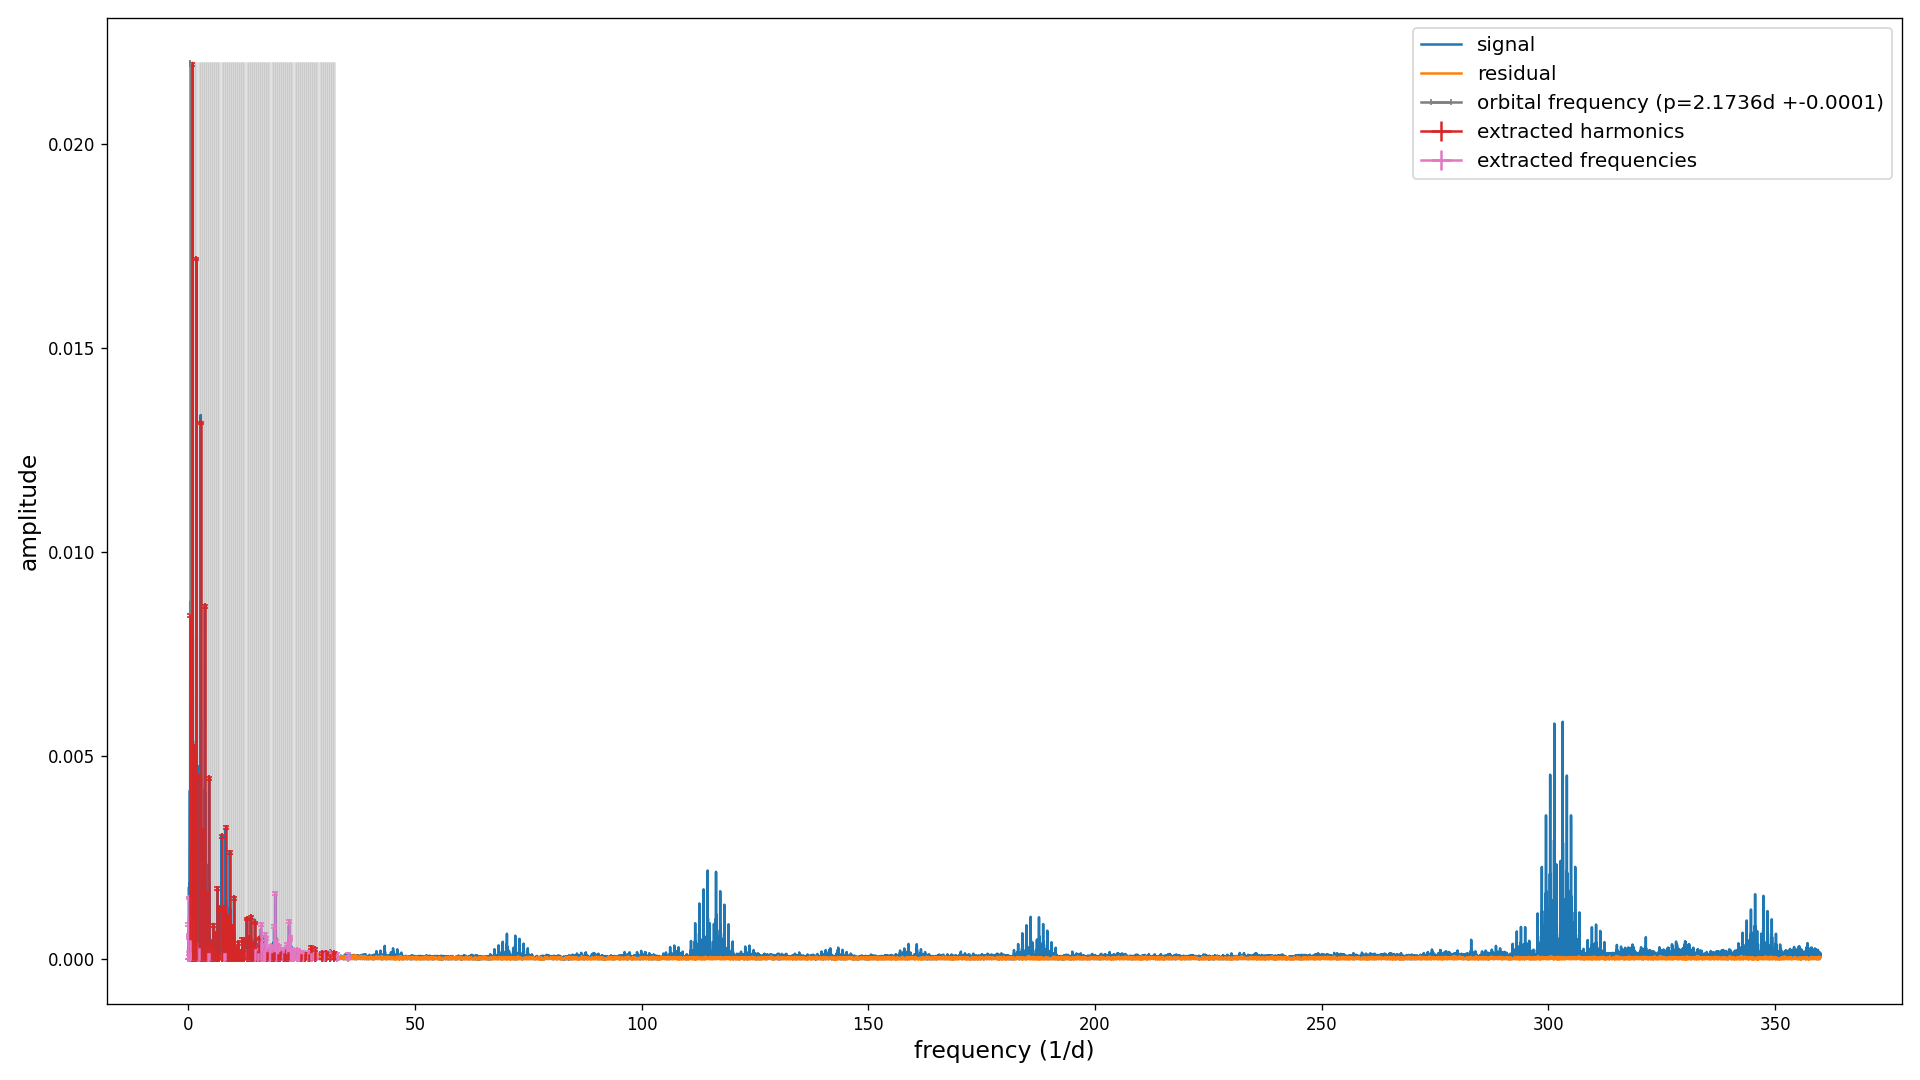 signal
residual
orbital frequency (p=2.1736d +-0.0001)
extracted harmonics
extracted frequencies
0.020
0.015
0.010
0.005
0.000
amplitude
0 50 100 150 200 250 300 350
frequency (1/d)